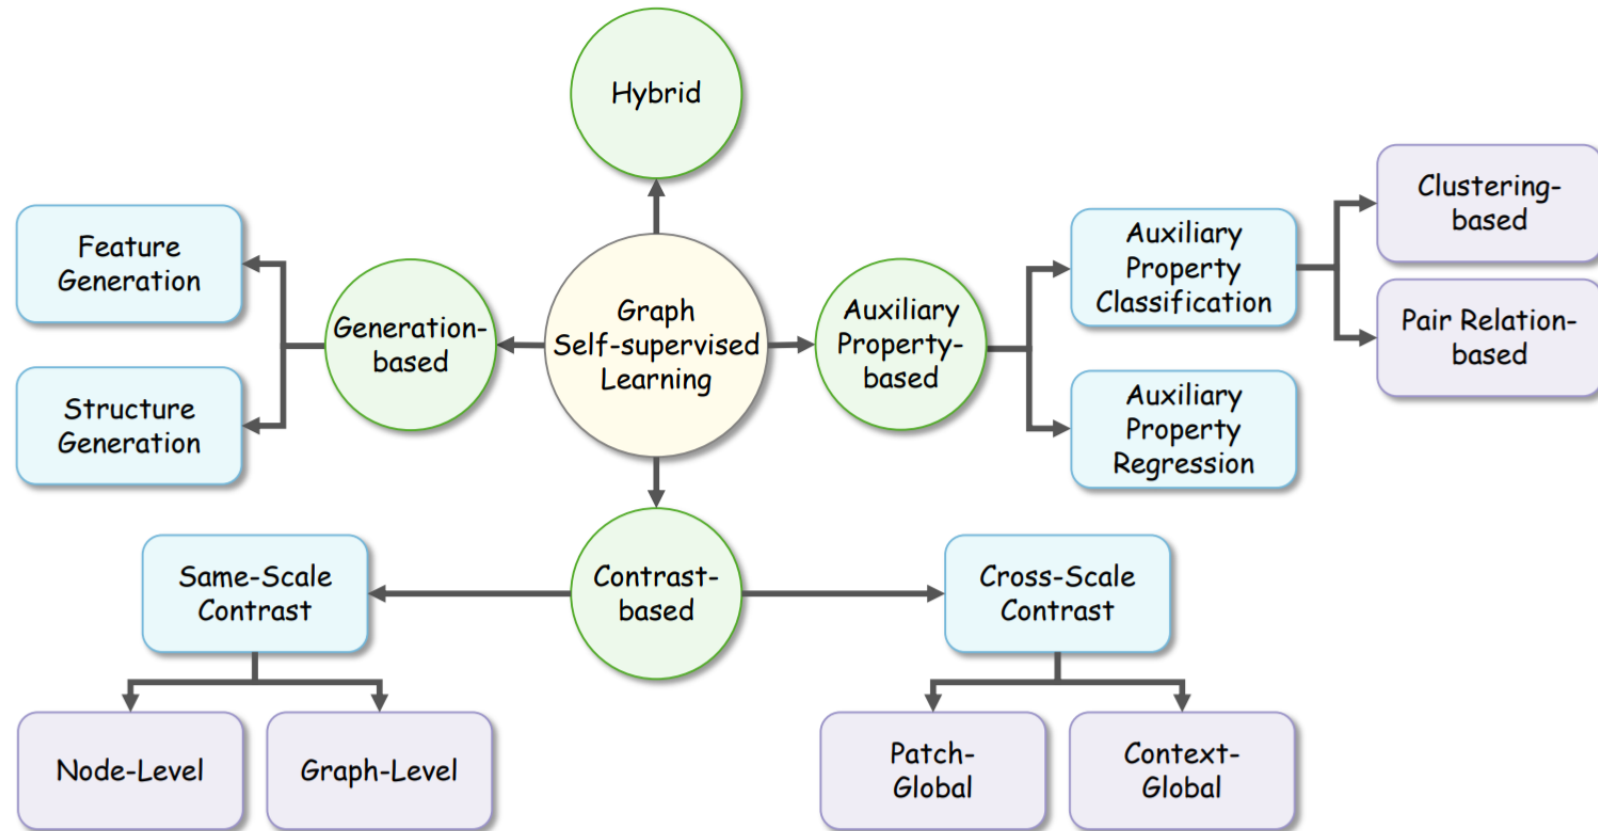 Hybrid
Feature
Generation
Structure
Generation
Generation-
based
Graph
Self-supervised
Learning
Auxiliary
Property-
based
Auxiliary
Property
Classification
Auxiliary
Property
Regression
Clustering-
based
Pair Relation-
based
Same-Scale
Contrast
Contrast-
based
Cross-Scale
Contrast
Node-Level
Graph-Level
Patch-
Global
Context-
Global